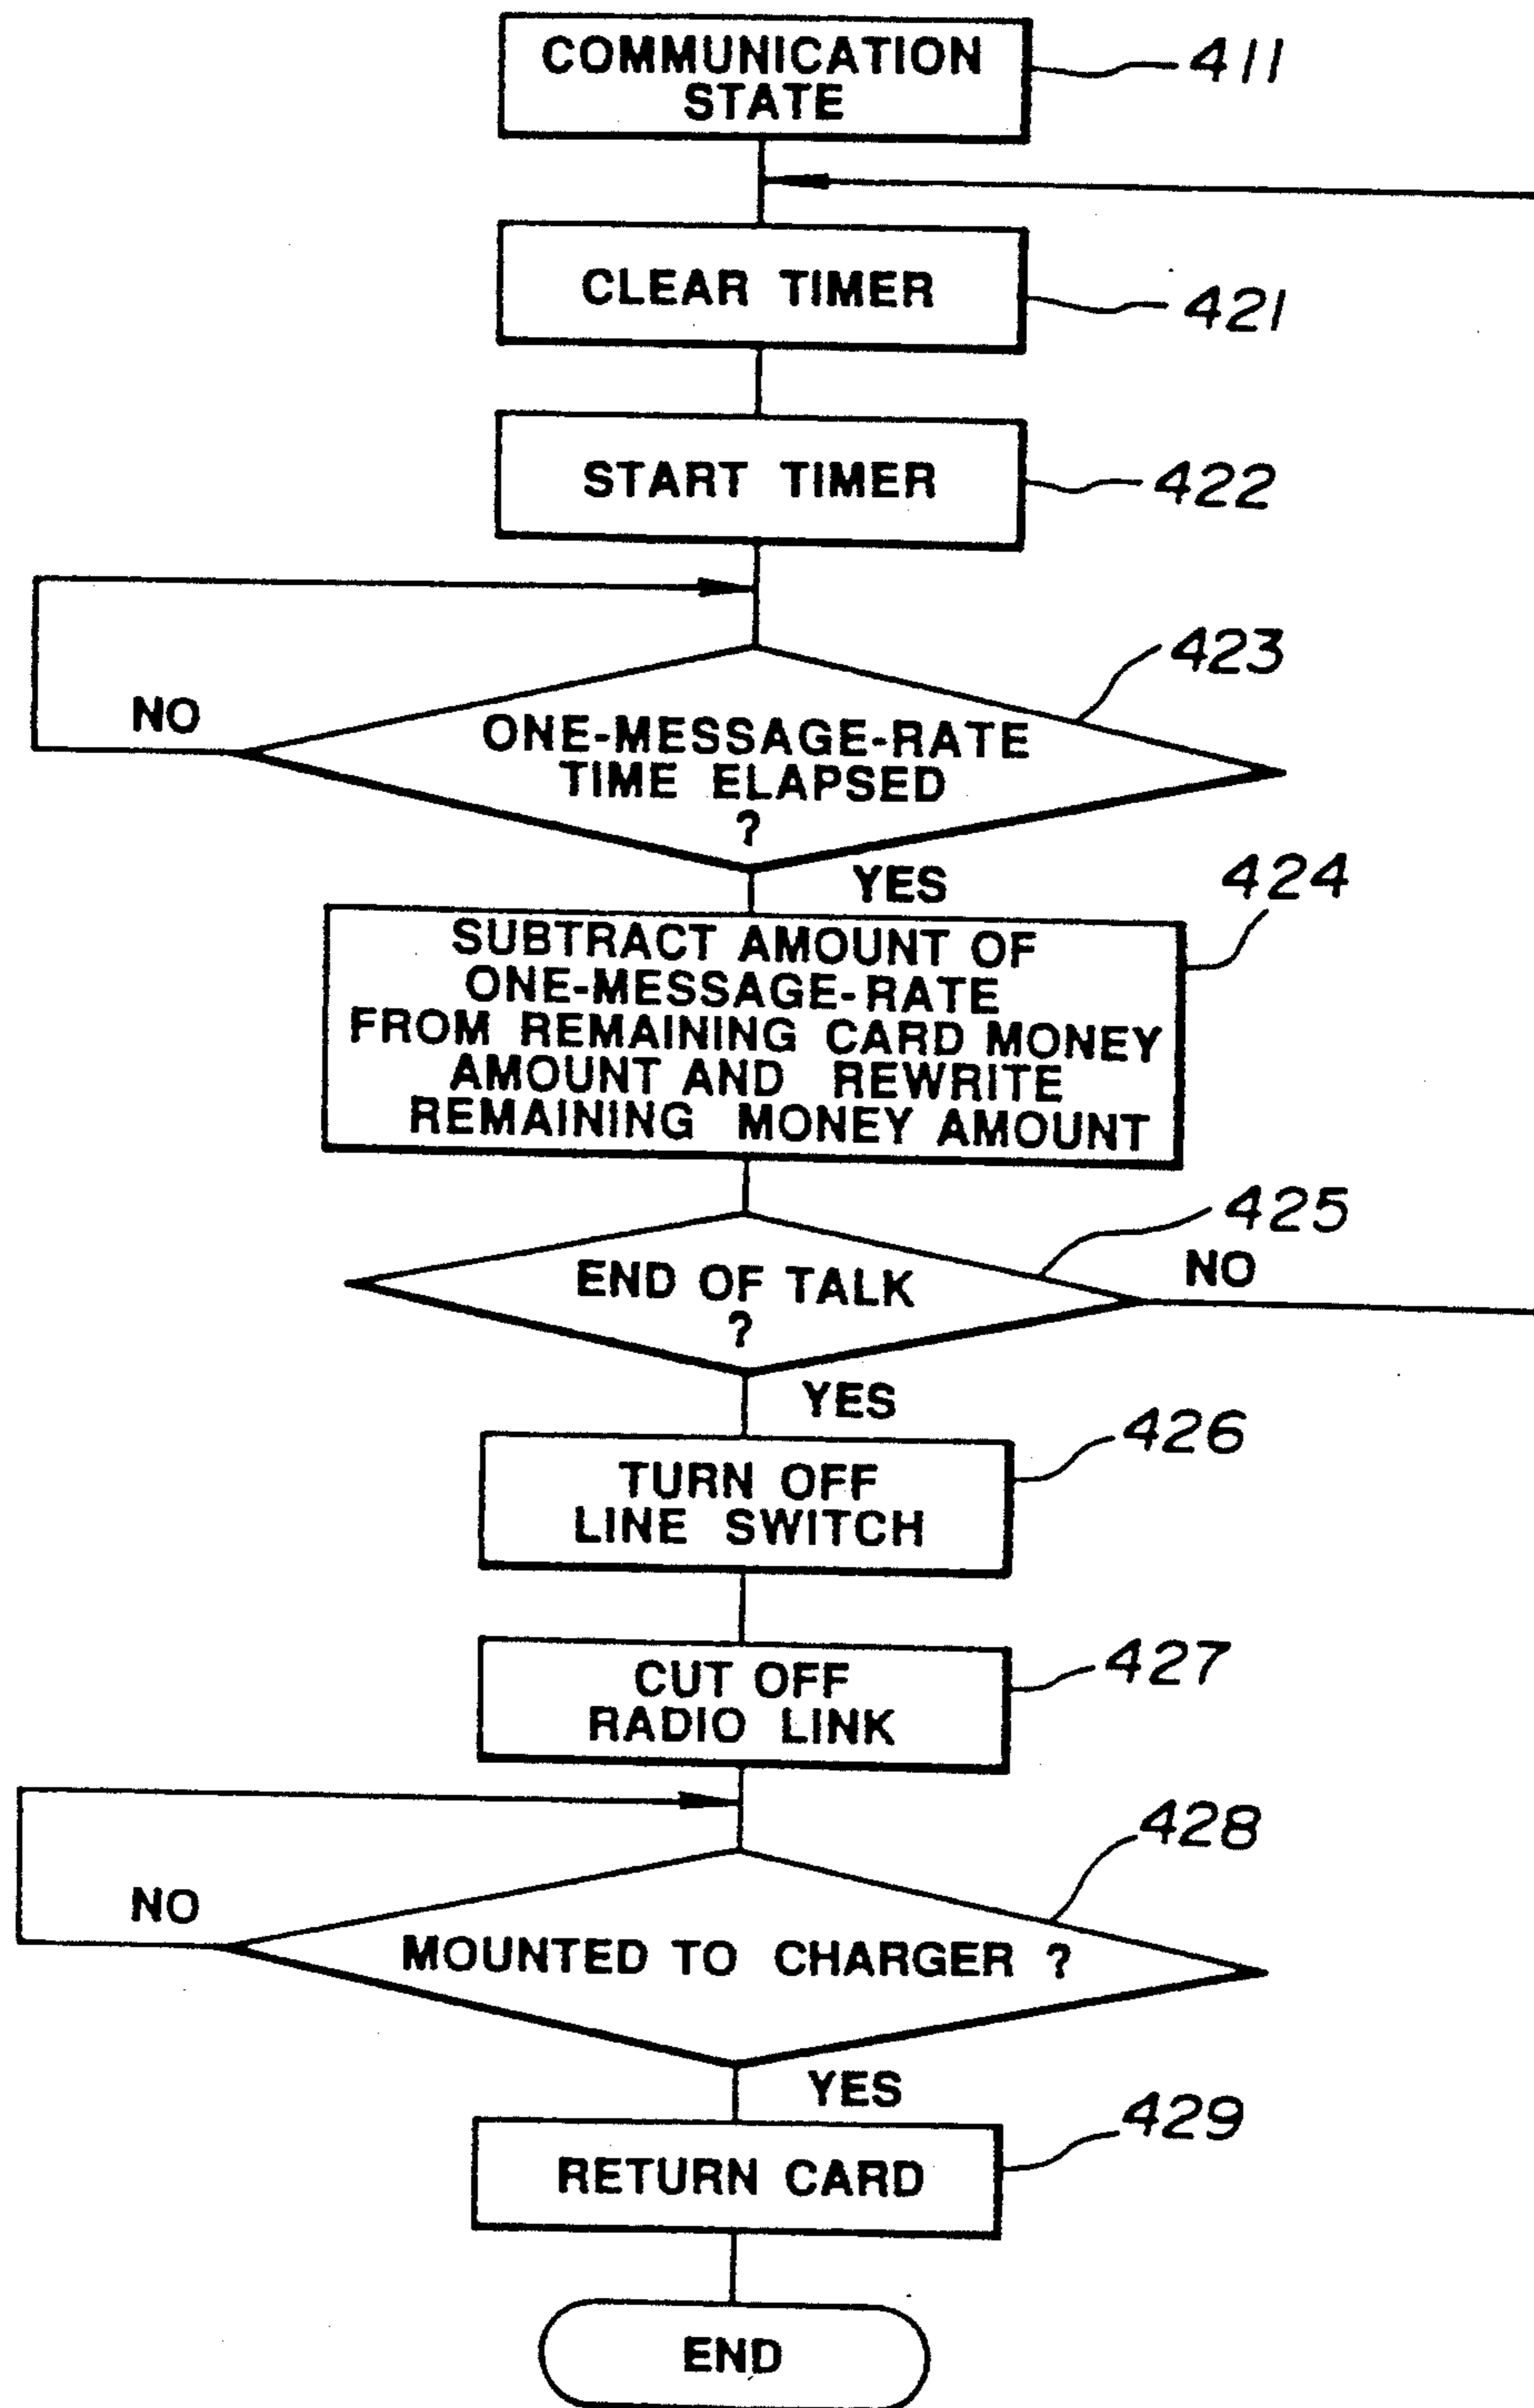 COMMUNICATION
STATE
411
CLEAR TIMER
421
START TIMER
422
423
NO
ONE-MESSAGE-RATE
TIME ELAPSED
?
YES
424
SUBTRACT AMOUNT OF
ONE-MESSAGE-RATE
FROM REMAINING CARD MONEY
AMOUNT AND REWRITE
REMAINING MONEY AMOUNT
425
NO
END OF TALK
?
YES
426
TURN OFF
LINE SWITCH
427
CUT OFF
RADIO LINK
428
NO
MOUNTED TO CHARGER ?
YES
429
RETURN CARD
END